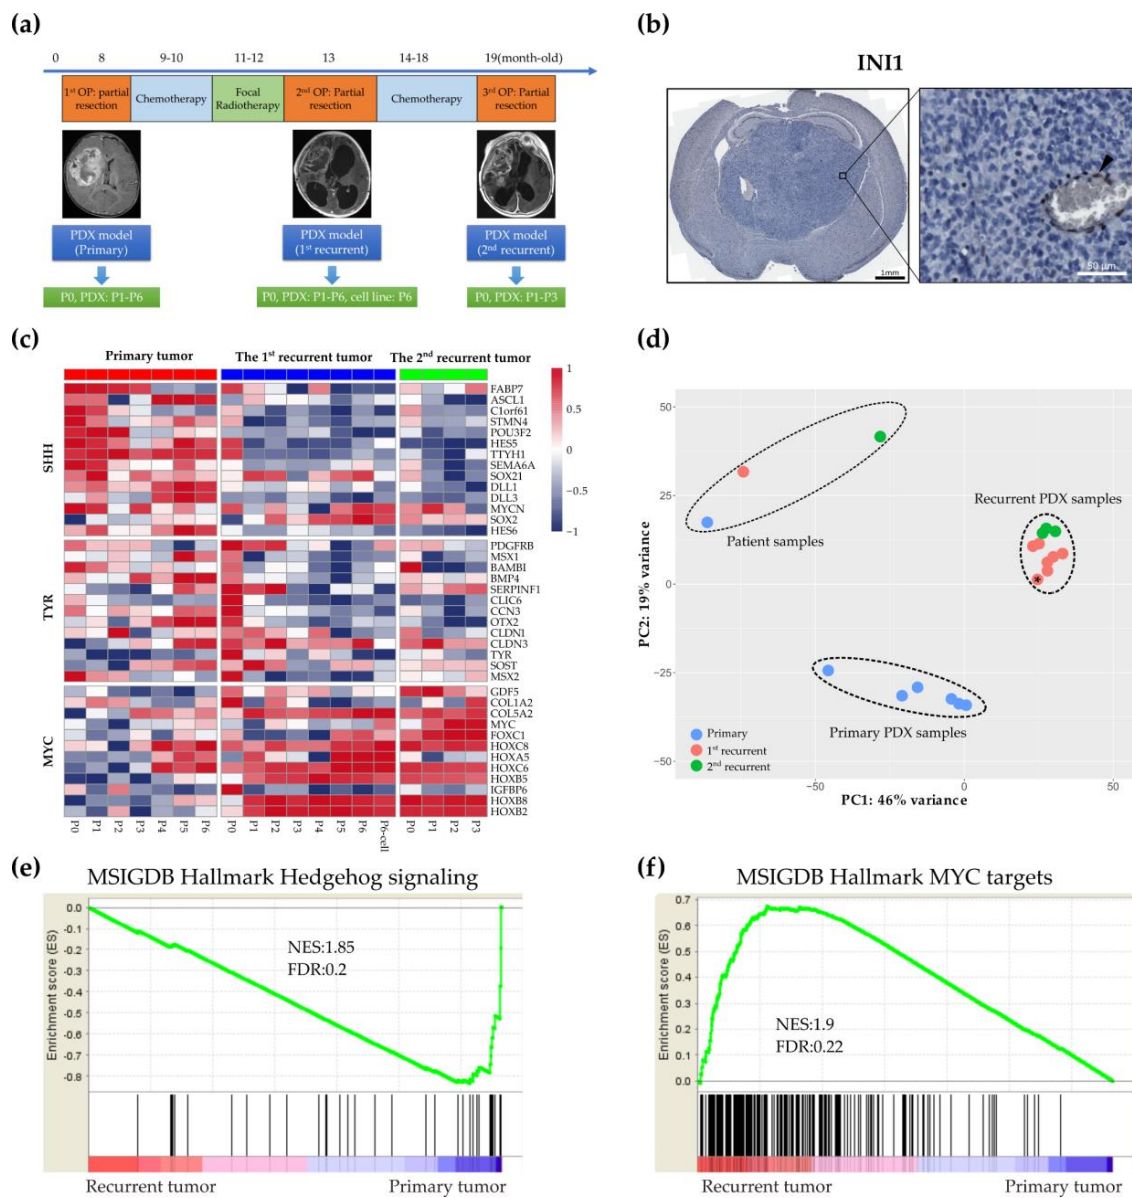 (a)
0 8 9-10 11-12 13 14-18 19(month-old)
1st OP: partial resection
Chemotherapy
Focal Radiotherapy
2nd OP: Partial resection
Chemotherapy
3rd OP: Partial resection
PDX model (Primary)
PDX model (1st recurrent)
PDX model (2nd recurrent)
P0, PDX: P1-P6
P0, PDX: P1-P6, cell line: P6
P0, PDX: P1-P3
(b)
INI1
1mm
50 μm
(c)
Primary tumor
The 1st recurrent tumor
The 2nd recurrent tumor
1
0.5
0
−0.5
−1
SHH
FABP7
ASCL1
C1orf61
STMN4
POU3F2
HES5
TTYH1
SEMA6A
SOX21
DLL1
DLL3
MYCN
SOX2
HES6
TYR
PDGFRB
MSX1
BAMBI
BMP4
SERPINF1
CLIC6
CCN3
OTX2
CLDN1
CLDN3
TYR
SOST
MSX2
MYC
GDF5
COL1A2
COL5A2
MYC
FOXC1
HOXC8
HOXA5
HOXC6
HOXB5
IGFBP6
HOXB8
HOXB2
P0 P1 P2 P3 P4 P5 P6
P0 P1 P2 P3 P4 P5 P6 P6-cell
P0 P1 P2 P3
(d)
50
25
0
−25
−50
PC2: 19% variance
Patient samples
Recurrent PDX samples
*
Primary PDX samples
Primary
1st recurrent
2nd recurrent
−50 0 50
PC1: 46% variance
(e)
MSIGDB Hallmark Hedgehog signaling
Enrichment score (ES)
0.0
-0.1
-0.2
-0.3
-0.4
-0.5
-0.6
-0.7
-0.8
NES:1.85
FDR:0.2
Recurrent tumor
Primary tumor
(f)
MSIGDB Hallmark MYC targets
Enrichment score (ES)
0.7
0.6
0.5
0.4
0.3
0.2
0.1
0.0
NES:1.9
FDR:0.22
Recurrent tumor
Primary tumor